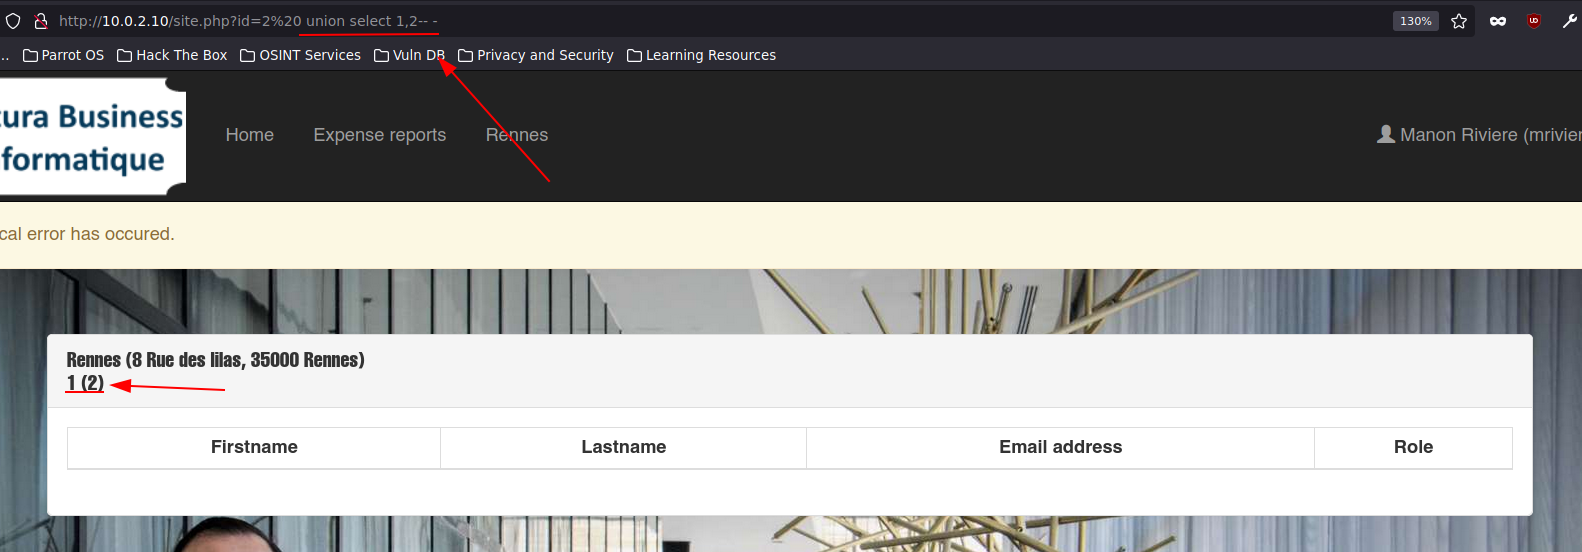 http://10.0.2.10/site.php?id=2%20 union select 1,2-- -
130%
.. Parrot OS Hack The Box OSINT Services Vuln DB Privacy and Security Learning Resources
tura Business
formatique
Home Expense reports Rennes Manon Riviere (mrivier
cal error has occured.
Rennes (8 Rue des lilas, 35000 Rennes)
1 (2)
Firstname Lastname Email address Role